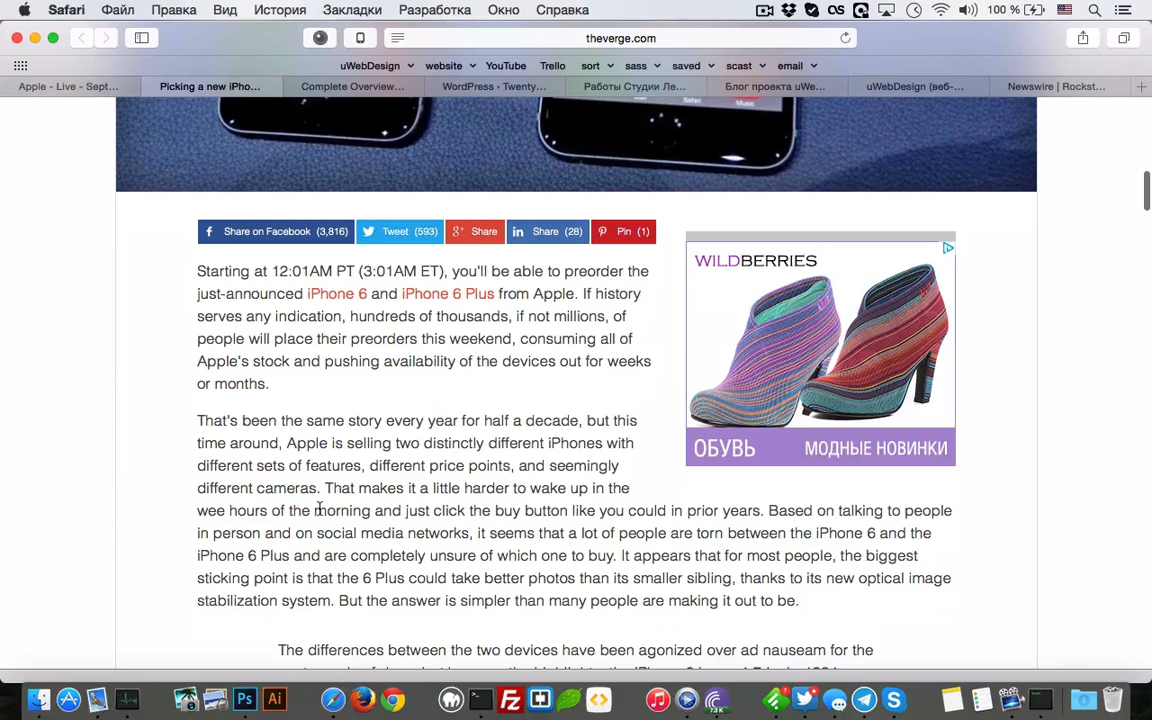 Safari Файл Правка Вид История Закладки Разработка Окно Справка OS 100 %
theverge.com
uWebDesign website YouTube Trello sort sass saved scast email
Apple - Live - Sept... Picking a new iPho... Complete Overview... WordPress › Twenty... Работы Студии Ле... Блог проекта uWe... uWebDesign (веб-... Newswire | Rockst...
Share on Facebook (3,816) Tweet (593) Share Share (28) Pin (1)
Starting at 12:01AM PT (3:01AM ET), you'll be able to preorder the
just-announced iPhone 6 and iPhone 6 Plus from Apple. If history
serves any indication, hundreds of thousands, if not millions, of
people will place their preorders this weekend, consuming all of
Apple's stock and pushing availability of the devices out for weeks
or months.
WILDBERRIES
ОБУВЬ МОДНЫЕ НОВИНКИ
That's been the same story every year for half a decade, but this
time around, Apple is selling two distinctly different iPhones with
different sets of features, different price points, and seemingly
different cameras. That makes it a little harder to wake up in the
wee hours of the morning and just click the buy button like you could in prior years. Based on talking to people
in person and on social media networks, it seems that a lot of people are torn between the iPhone 6 and the
iPhone 6 Plus and are completely unsure of which one to buy. It appears that for most people, the biggest
sticking point is that the 6 Plus could take better photos than its smaller sibling, thanks to its new optical image
stabilization system. But the answer is simpler than many people are making it out to be.
The differences between the two devices have been agonized over ad nauseam for the
Ps Ai Fz